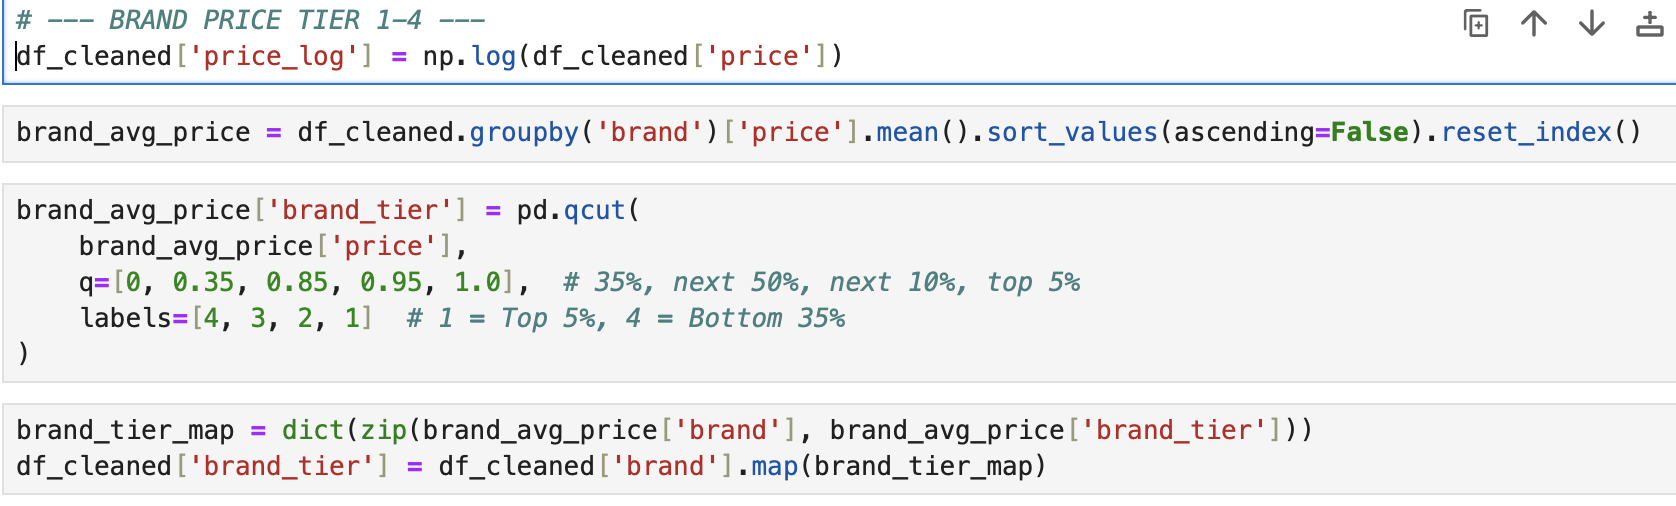 # --- BRAND PRICE TIER 1-4 ---
df_cleaned['price_log'] = np.log(df_cleaned['price'])
brand_avg_price = df_cleaned.groupby('brand')['price'].mean().sort_values(ascending=False).reset_index()
brand_avg_price['brand_tier'] = pd.qcut(
    brand_avg_price['price'],
    q=[0, 0.35, 0.85, 0.95, 1.0],  # 35%, next 50%, next 10%, top 5%
    labels=[4, 3, 2, 1]  # 1 = Top 5%, 4 = Bottom 35%
)
brand_tier_map = dict(zip(brand_avg_price['brand'], brand_avg_price['brand_tier']))
df_cleaned['brand_tier'] = df_cleaned['brand'].map(brand_tier_map)